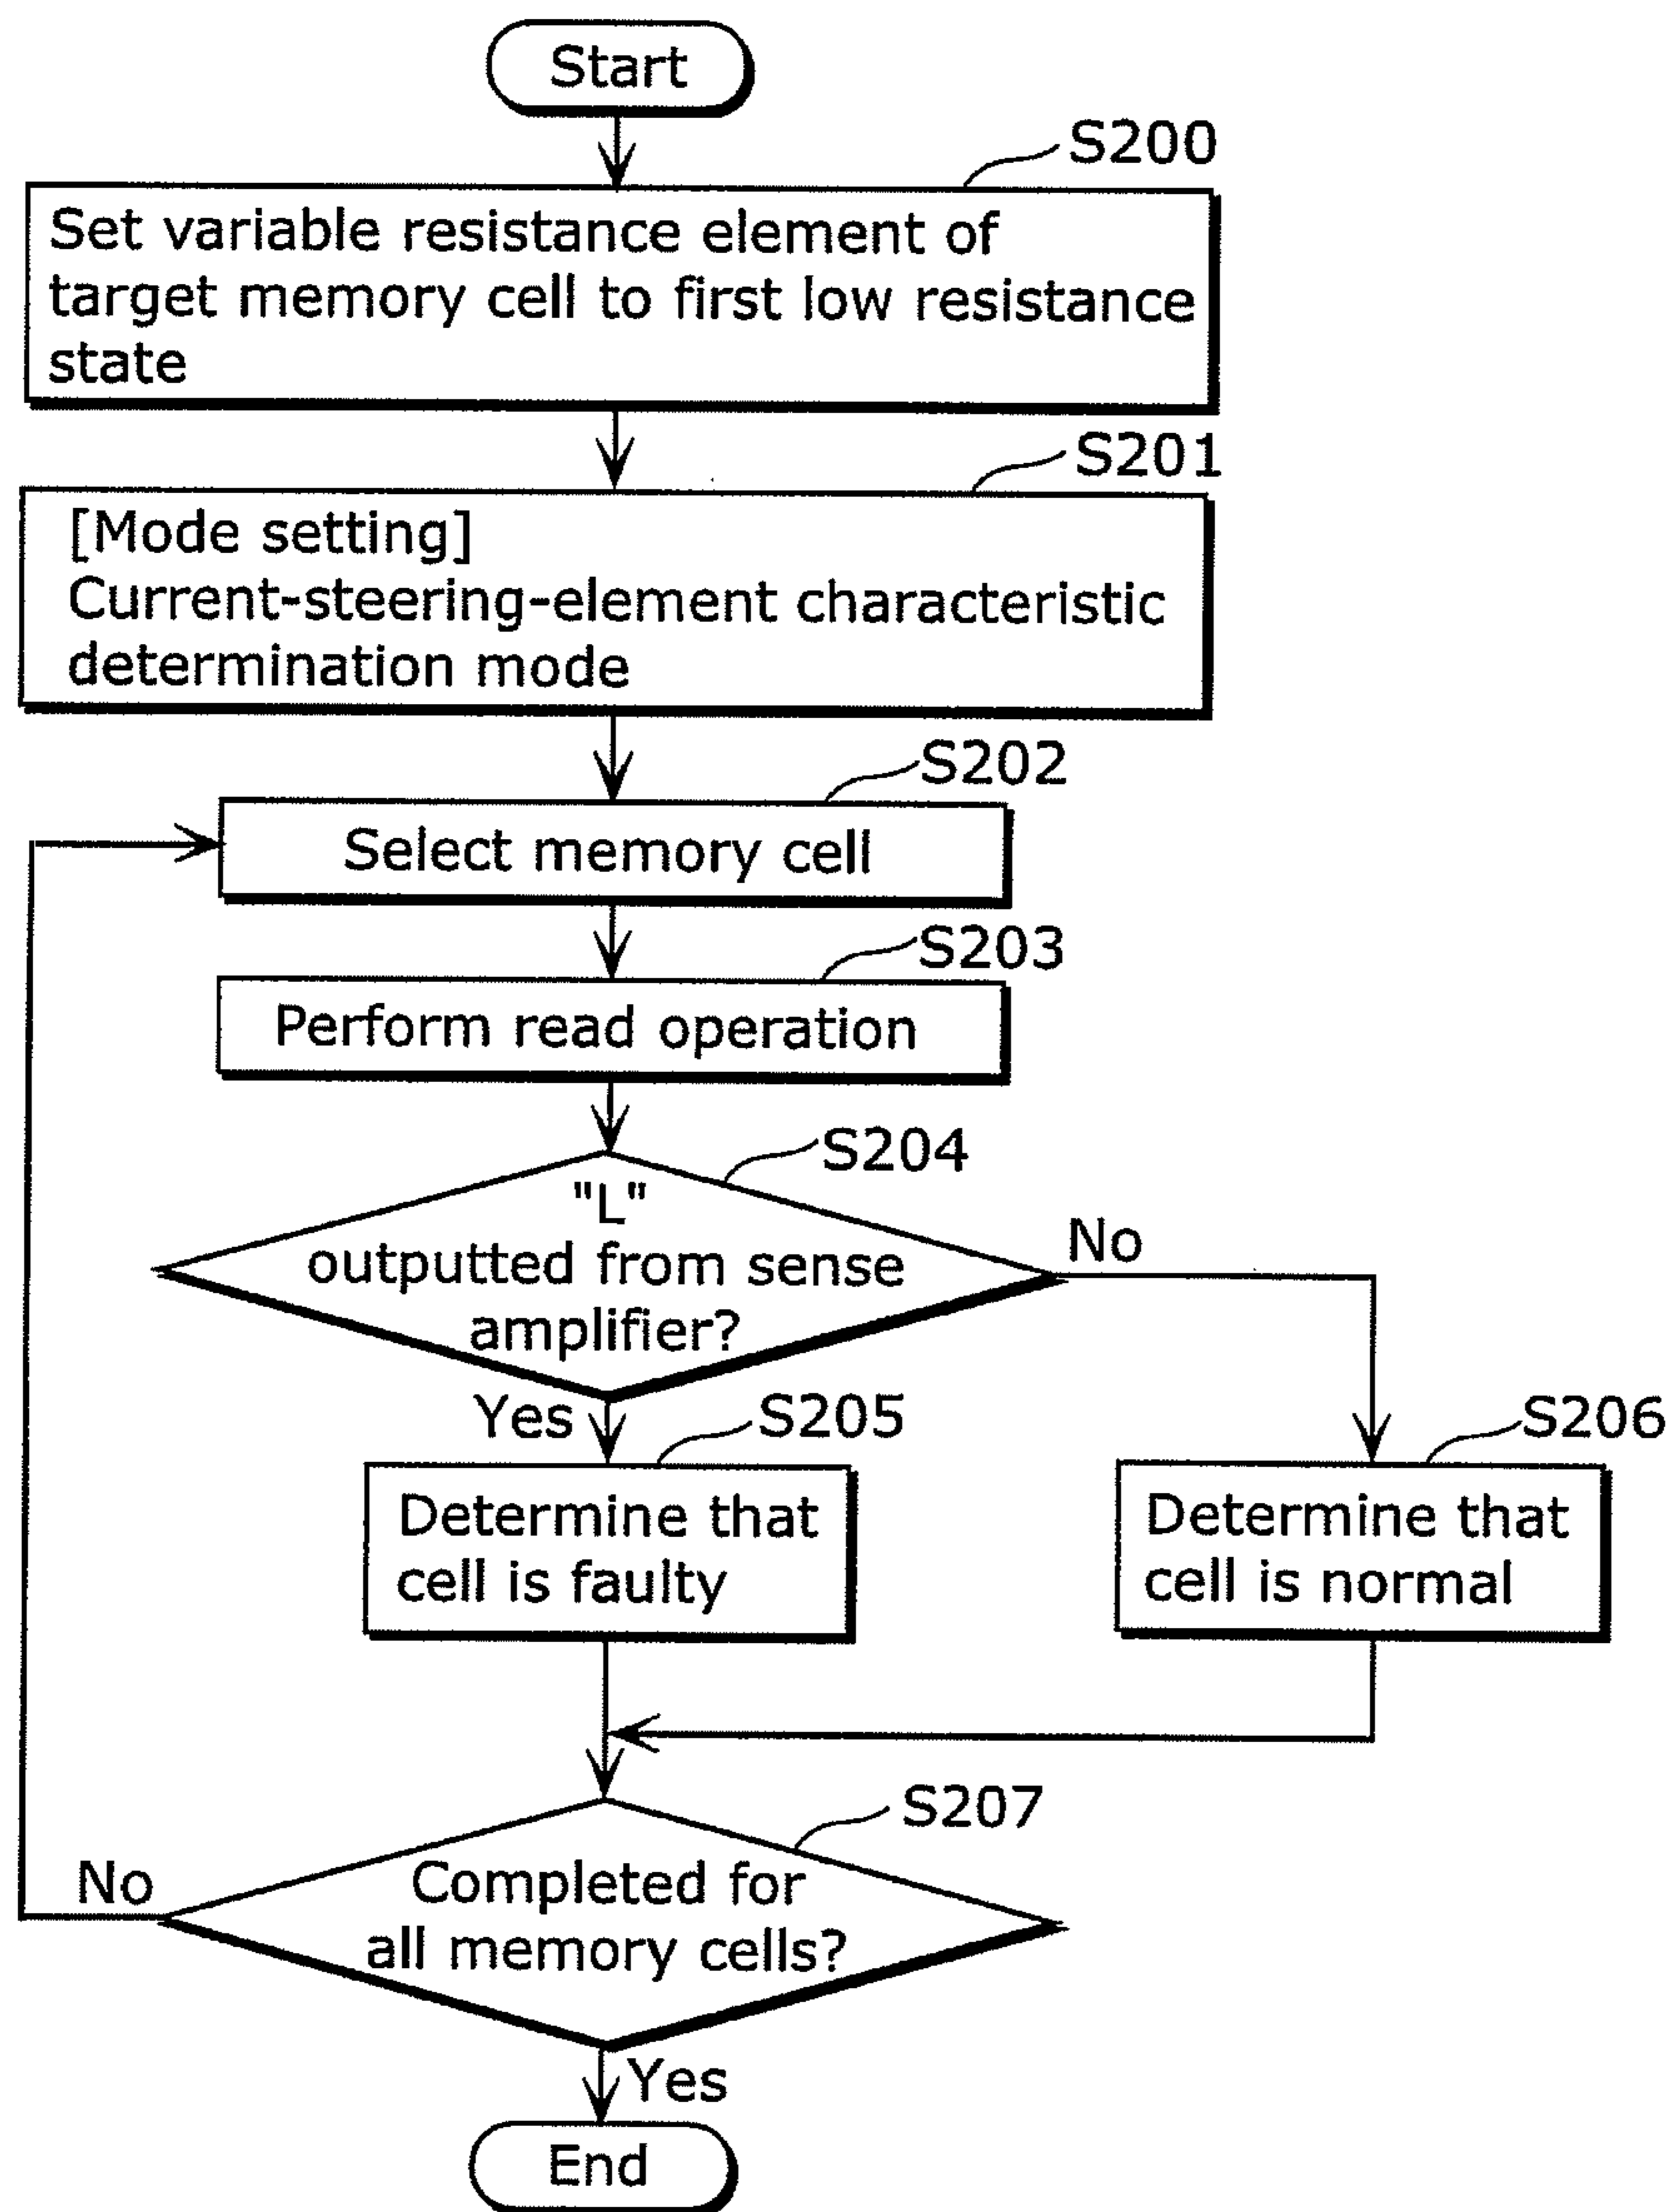 Start
S200
Set variable resistance element of
target memory cell to first low resistance
state
S201
[Mode setting]
Current-steering-element characteristic
determination mode
S202
Select memory cell
S203
Perform read operation
S204
"L"
outputted from sense
amplifier?
No
Yes
S205
S206
Determine that
cell is faulty
Determine that
cell is normal
S207
No
Completed for
all memory cells?
Yes
End